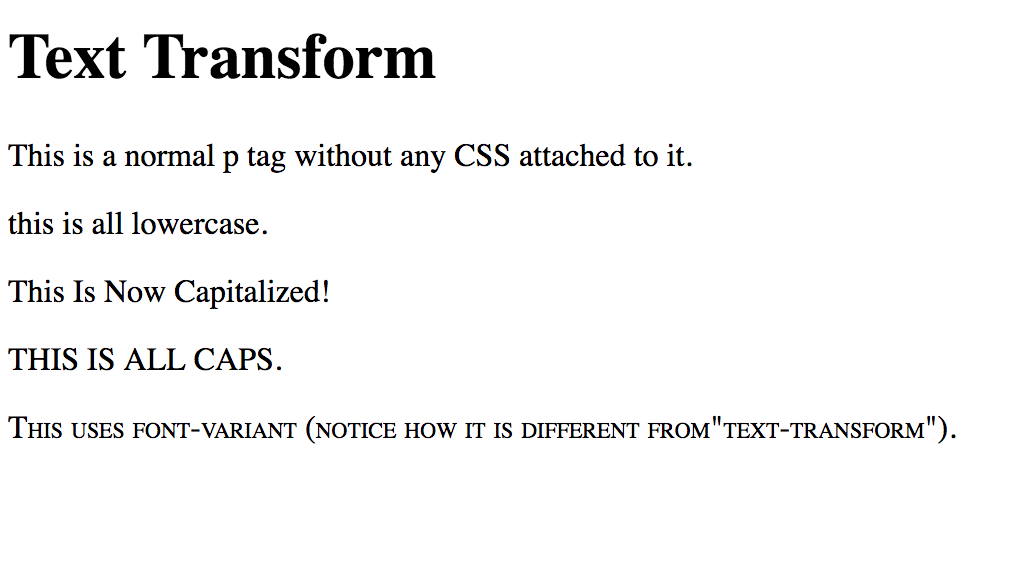 Text Transform
This is a normal p tag without any CSS attached to it.
this is all lowercase.
This Is Now Capitalized!
THIS IS ALL CAPS.
This uses font-variant (notice how it is different from"text-transform").